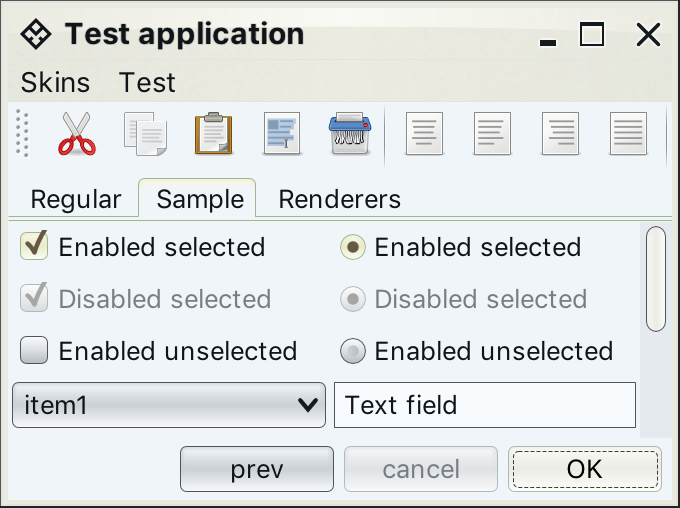 Test application
Skins Test
Regular Sample Renderers
Enabled selected Enabled selected
Disabled selected Disabled selected
Enabled unselected Enabled unselected
item1 Text field
prev cancel OK